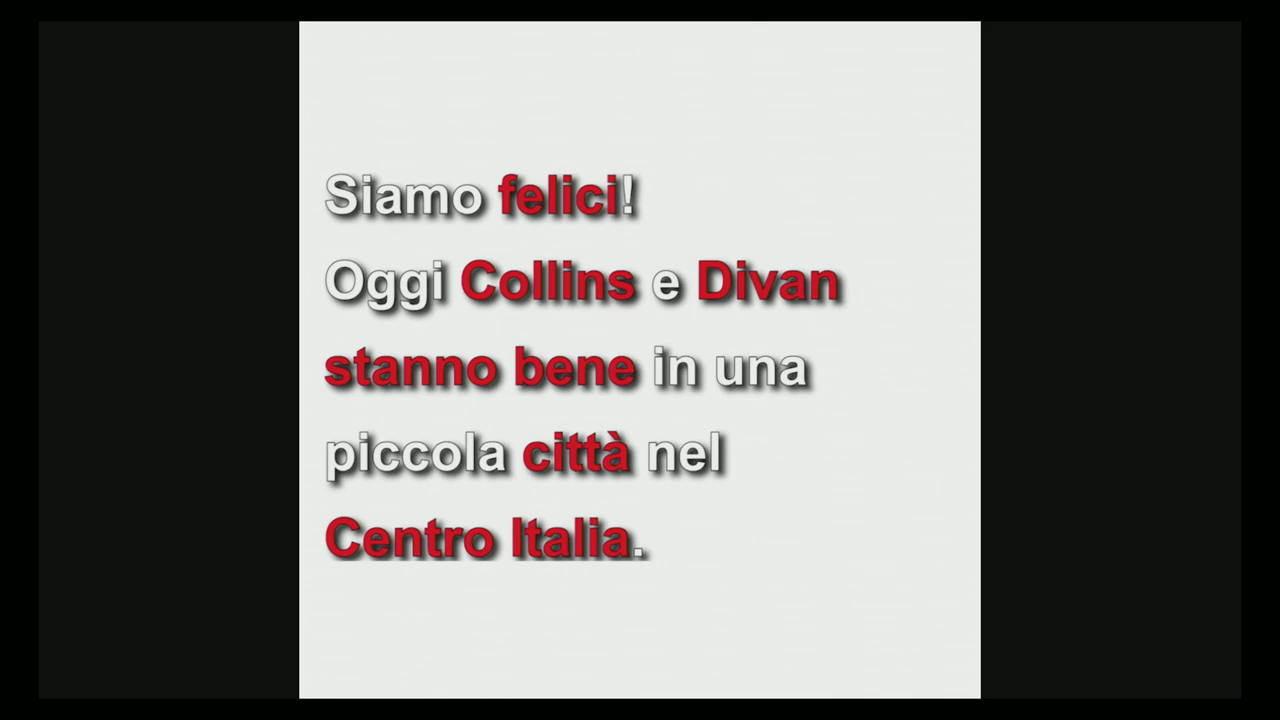 Siamo felici!
Oggi Collins e Divan
stanno bene in una
piccola città nel
Centro Italia.